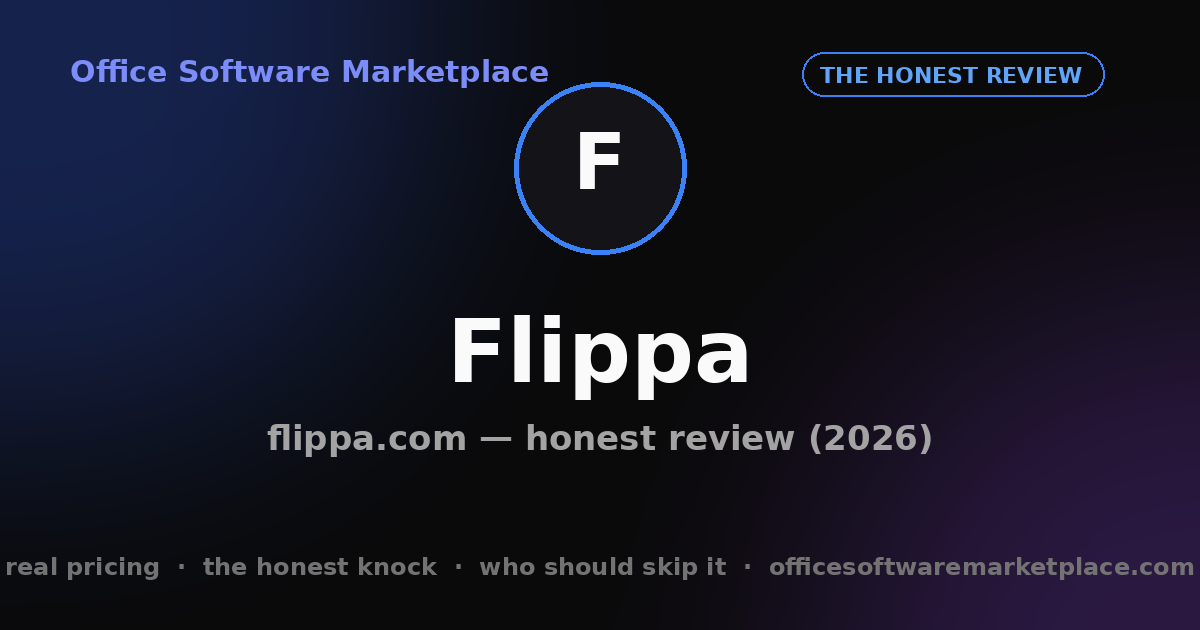 Office Software Marketplace
THE HONEST REVIEW
F
Flippa
flippa.com — honest review (2026)
real pricing · the honest knock · who should skip it · officesoftwaremarketplace.com